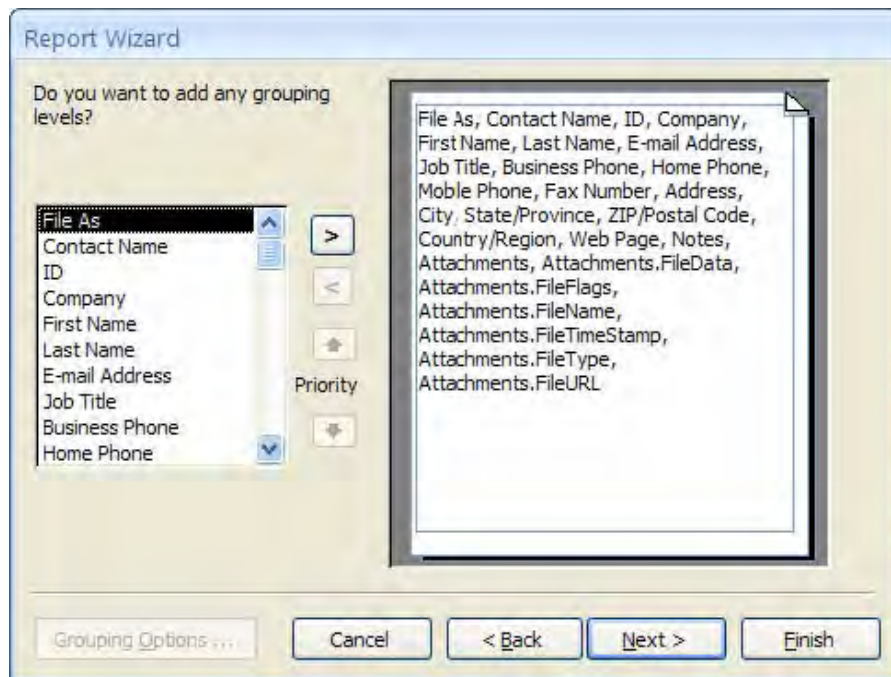 Report Wizard
Do you want to add any grouping
levels?
File As
Contact Name
ID
Company
First Name
Last Name
E-mail Address
Job Title
Business Phone
Home Phone
>
<
Priority
File As, Contact Name, ID, Company,
First Name, Last Name, E-mail Address,
Job Title, Business Phone, Home Phone,
Moble Phone, Fax Number, Address,
City, State/Province, ZIP/Postal Code,
Country/Region, Web Page, Notes,
Attachments, Attachments.FileData,
Attachments.FileFlags,
Attachments.FileName,
Attachments.FileTimeStamp,
Attachments.FileType,
Attachments.FileURL
Grouping Options ...
Cancel
< Back
Next >
Finish